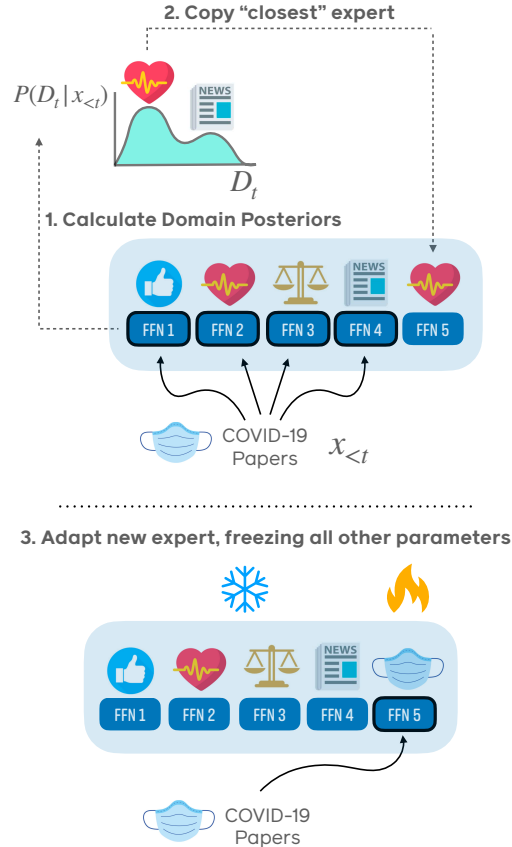 2. Copy “closest” expert
NEWS
P(D_t | x_{<t})
D_t
1. Calculate Domain Posteriors
NEWS
FFN 1 FFN 2 FFN 3 FFN 4 FFN 5
COVID-19
Papers
x_{<t}
3. Adapt new expert, freezing all other parameters
NEWS
FFN 1 FFN 2 FFN 3 FFN 4 FFN 5
COVID-19
Papers